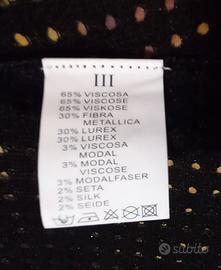 III
65% VISCOSA
65% VISCOSE
65% VISKOSE
30% FIBRA
METALLICA
30% LUREX
30% LUREX
3% VISCOSA
MODAL
3% MODAL
VISCOSE
3% MODALFASER
2% SETA
2% SILK
2% SEIDE
subito